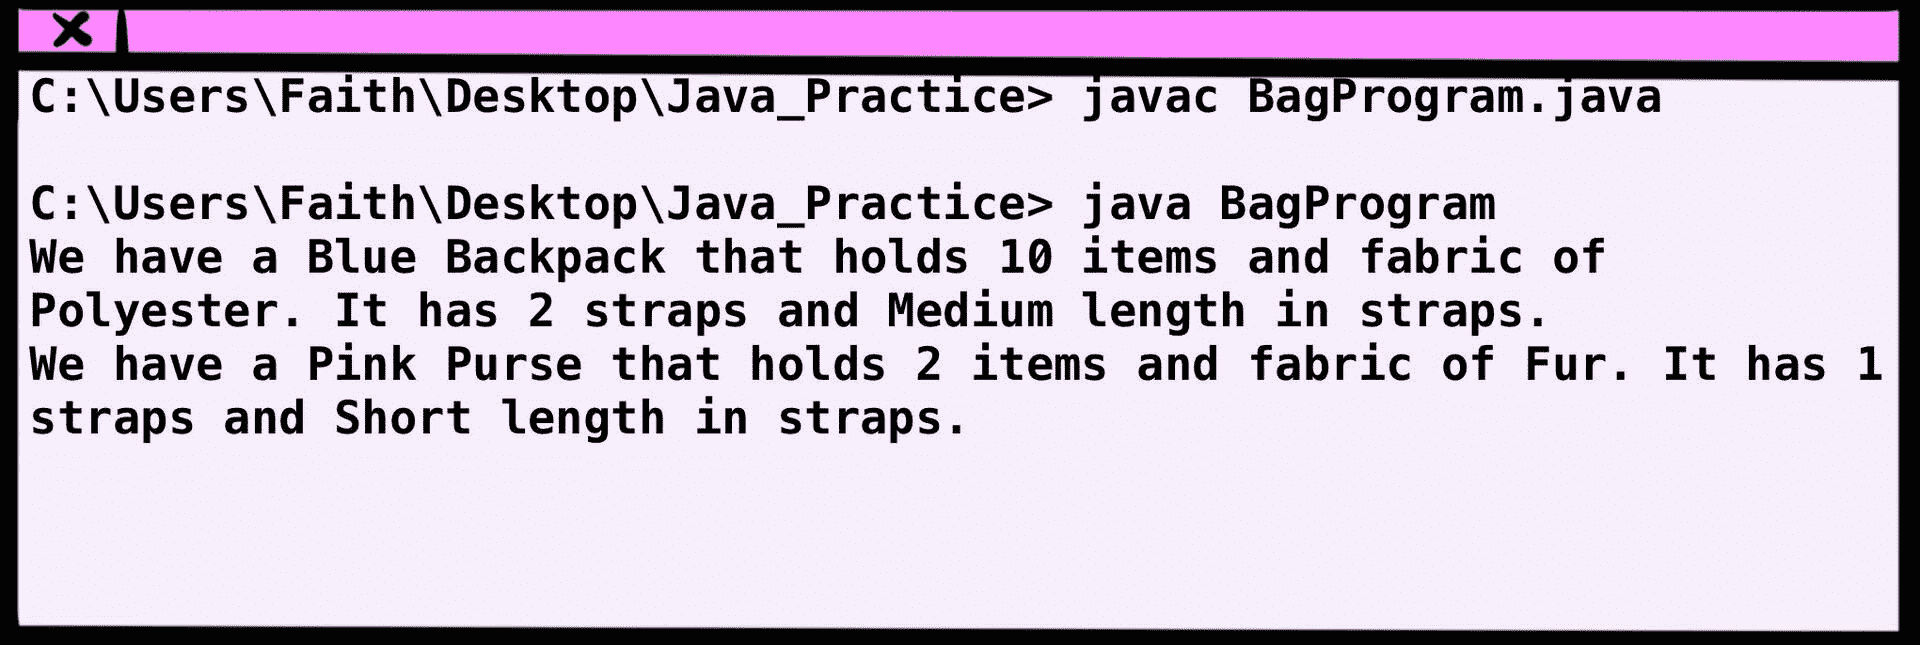 C:\Users\Faith\Desktop\Java_Practice> javac BagProgram.java
C:\Users\Faith\Desktop\Java_Practice> java BagProgram
We have a Blue Backpack that holds 10 items and fabric of
Polyester. It has 2 straps and Medium length in straps.
We have a Pink Purse that holds 2 items and fabric of Fur. It has 1
straps and Short length in straps.